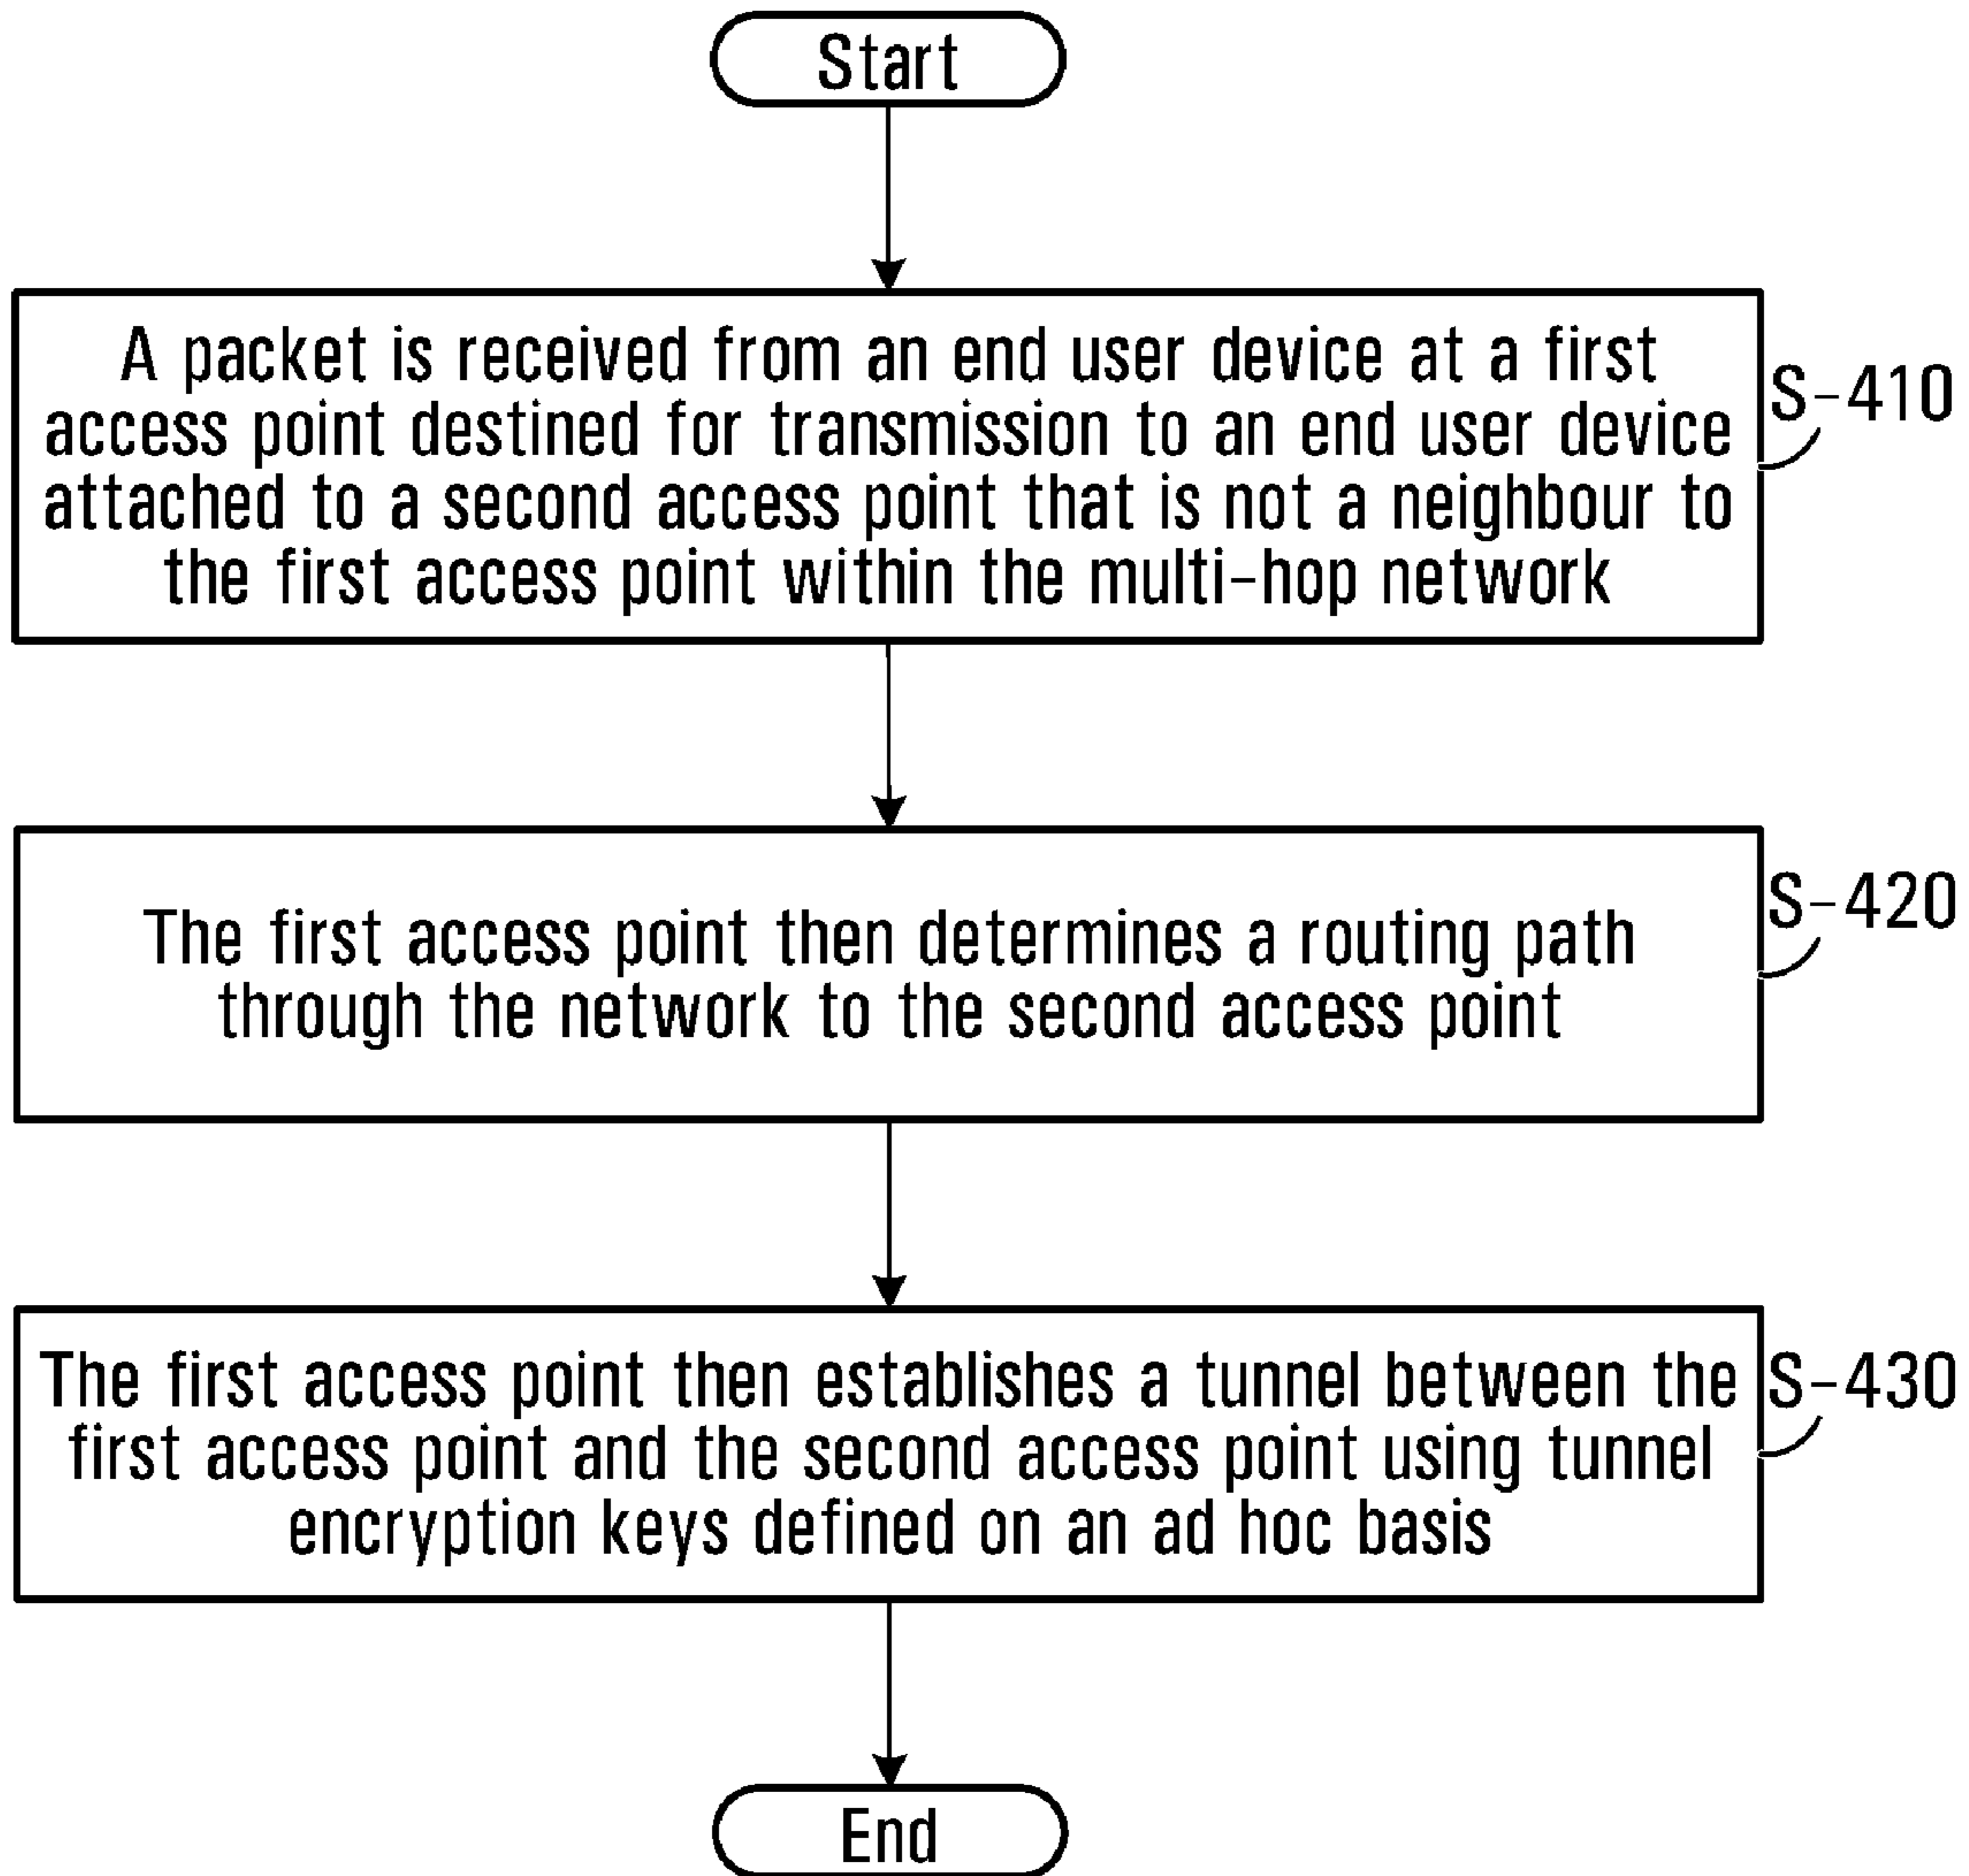 Start
A packet is received from an end user device at a first
access point destined for transmission to an end user device
attached to a second access point that is not a neighbour to
the first access point within the multi-hop network
S-410
The first access point then determines a routing path
through the network to the second access point
S-420
The first access point then establishes a tunnel between the
first access point and the second access point using tunnel
encryption keys defined on an ad hoc basis
S-430
End